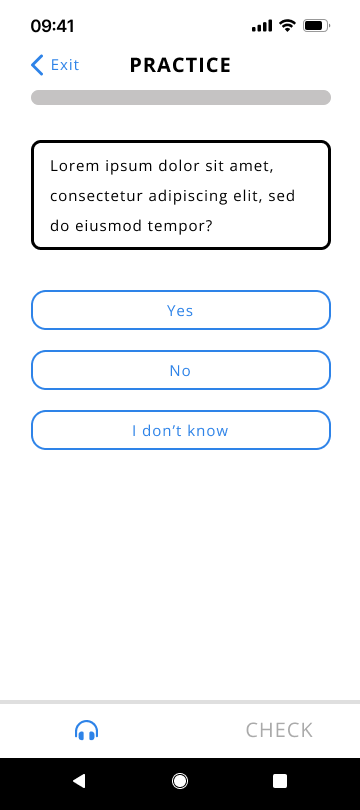 09:41
Exit
PRACTICE
Lorem ipsum dolor sit amet,
consectetur adipiscing elit, sed
do eiusmod tempor?
Yes
No
I don’t know
CHECK